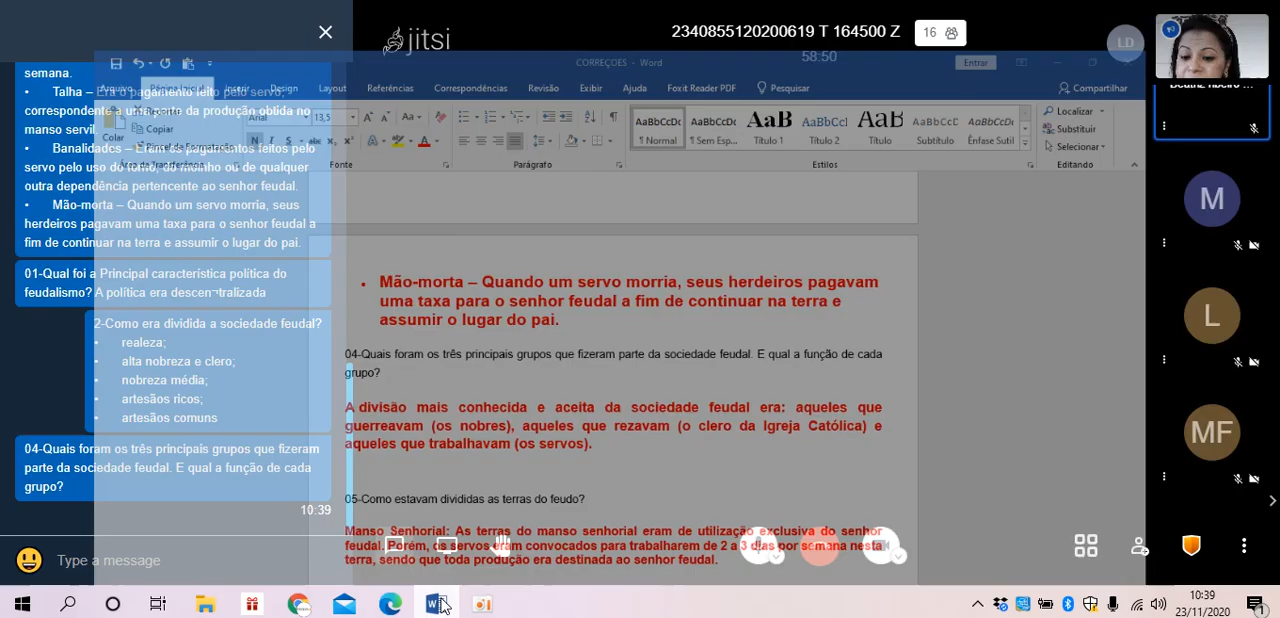 semana.
• Talha – Era o pagamento feito pelo servo,
correspondente a uma parte da produção obtida no
manso servil.
• Banalidades – Eram pagamentos feitos pelo
servo pelo uso do forno, do moinho ou de qualquer
outra dependência pertencente ao senhor feudal.
• Mão-morta – Quando um servo morria, seus
herdeiros pagavam uma taxa para o senhor feudal a
fim de continuar na terra e assumir o lugar do pai.
01-Qual foi a Principal característica política do
feudalismo? A política era descen¬tralizada
2-Como era dividida a sociedade feudal?
• realeza;
• alta nobreza e clero;
• nobreza média;
• artesãos ricos;
• artesãos comuns
04-Quais foram os três principais grupos que fizeram
parte da sociedade feudal. E qual a função de cada
grupo?
10:39
Type a message
jitsi
2340855120200619 T 164500 Z
16
58:50
CORREÇOES - Word
Entrar
Arquivo Página Inicial Inserir Design Layout Referências Correspondências Revisão Exibir Ajuda Foxit Reader PDF Pesquisar
Compartilhar
Colar
Copiar
Área de Transferência
Arial 13,5
Fonte
Parágrafo
AaBbCcDc AaBbCcDc AaBb AaBbCcl AaB AaBbCcD AaBbCcDc
¶ Normal ¶ Sem Esp... Título 1 Título 2 Título Subtítulo Ênfase Sutil
Estilos
Localizar
Substituir
Selecionar
Editando
• Mão-morta – Quando um servo morria, seus herdeiros pagavam
uma taxa para o senhor feudal a fim de continuar na terra e
assumir o lugar do pai.
04-Quais foram os três principais grupos que fizeram parte da sociedade feudal. E qual a função de cada
grupo?
A divisão mais conhecida e aceita da sociedade feudal era: aqueles que
guerreavam (os nobres), aqueles que rezavam (o clero da Igreja Católica) e
aqueles que trabalhavam (os servos).
05-Como estavam divididas as terras do feudo?
Manso Senhorial: As terras do manso senhorial eram de utilização exclusiva do senhor
feudal. Porém, os servos eram convocados para trabalharem de 2 a 3 dias por semana nesta
terra, sendo que toda produção era destinada ao senhor feudal.
LD
Beatriz Ribeiro ...
M
L
MF
10:39
23/11/2020